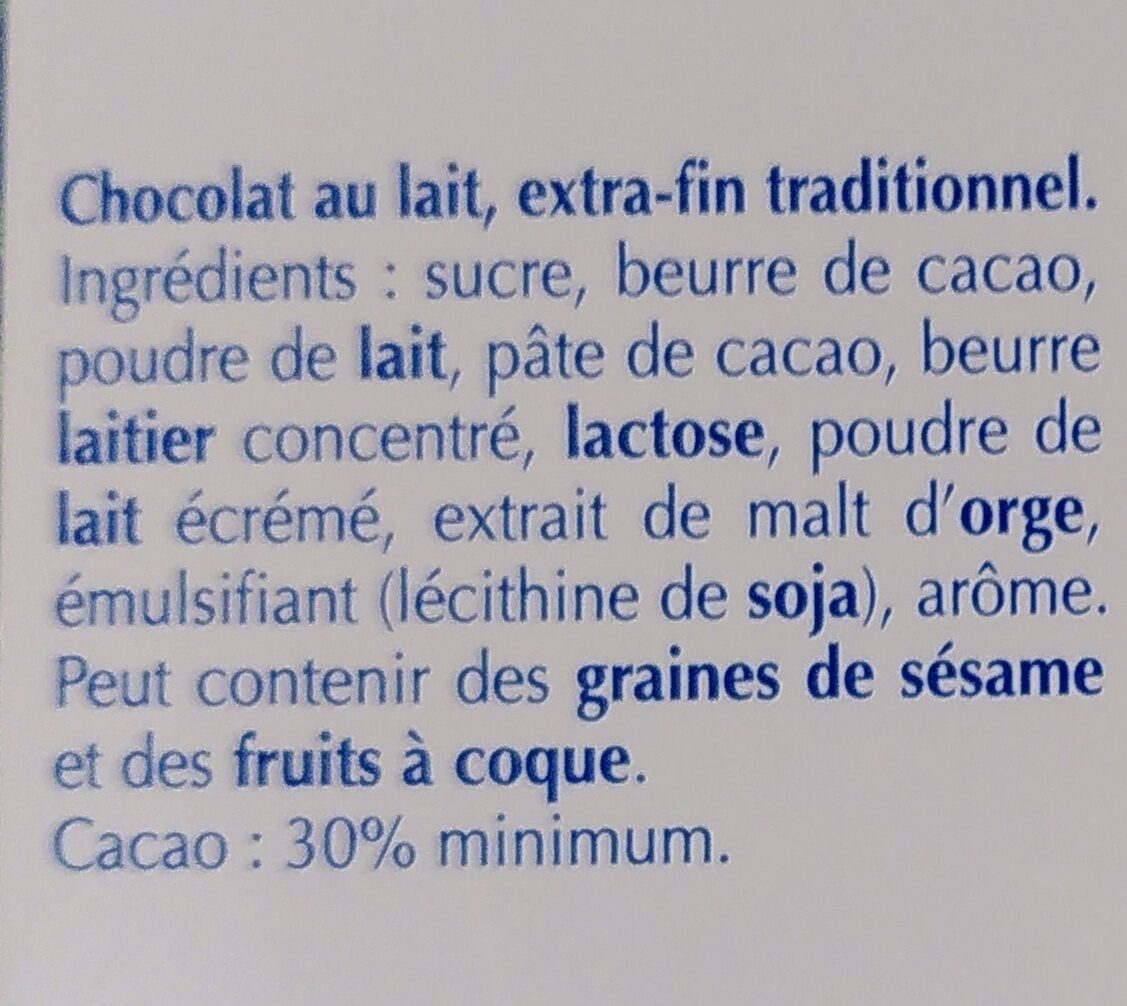 Chocolat au lait, extra-fin traditionnel.
Ingrédients : sucre, beurre de cacao,
poudre de lait, pâte de cacao, beurre
laitier concentré, lactose, poudre de
lait écrémé, extrait de malt d'orge,
émulsifiant (lécithine de soja), arôme.
Peut contenir des graines de sésame
et des fruits à coque.
Cacao : 30% minimum.